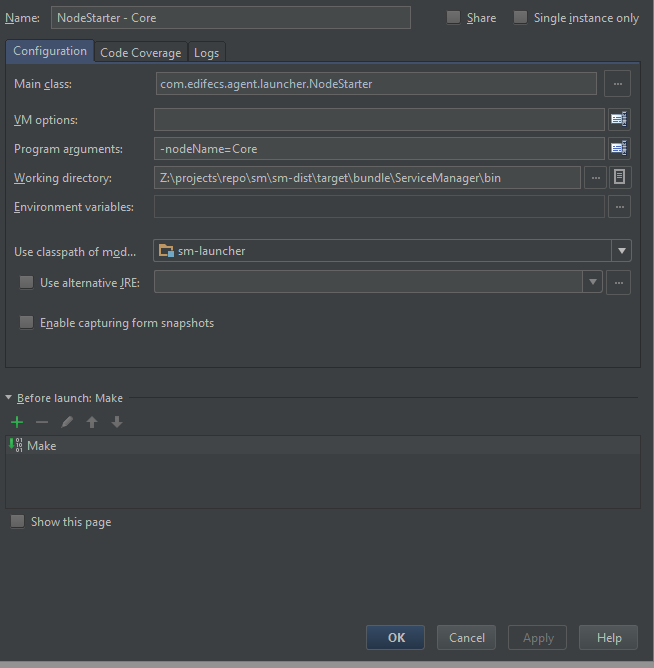 Name: NodeStarter - Core Share Single instance only
Configuration Code Coverage Logs
Main class: com.edifecs.agent.launcher.NodeStarter ...
VM options:
Program arguments: -nodeName=Core
Working directory: Z:\projects\repo\sm\sm-dist\target\bundle\ServiceManager\bin ...
Environment variables: ...
Use classpath of mod... sm-launcher
Use alternative JRE: ...
Enable capturing form snapshots
Before launch: Make
Make
Show this page
OK Cancel Apply Help